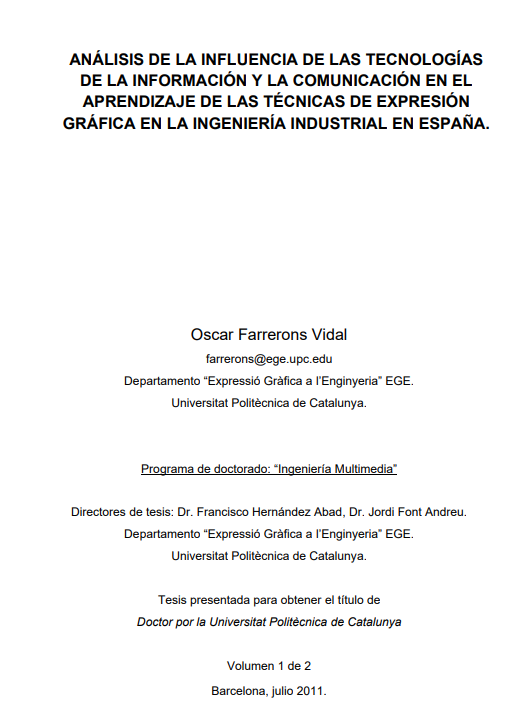 ANÁLISIS DE LA INFLUENCIA DE LAS TECNOLOGÍAS
DE LA INFORMACIÓN Y LA COMUNICACIÓN EN EL
APRENDIZAJE DE LAS TÉCNICAS DE EXPRESIÓN
GRÁFICA EN LA INGENIERÍA INDUSTRIAL EN ESPAÑA.
Oscar Farrerons Vidal
farrerons@ege.upc.edu
Departamento “Expressió Gràfica a l’Enginyeria” EGE.
Universitat Politècnica de Catalunya.
Programa de doctorado: “Ingeniería Multimedia”
Directores de tesis: Dr. Francisco Hernández Abad, Dr. Jordi Font Andreu.
Departamento “Expressió Gràfica a l’Enginyeria” EGE.
Universitat Politècnica de Catalunya.
Tesis presentada para obtener el título de
Doctor por la Universitat Politècnica de Catalunya
Volumen 1 de 2
Barcelona, julio 2011.